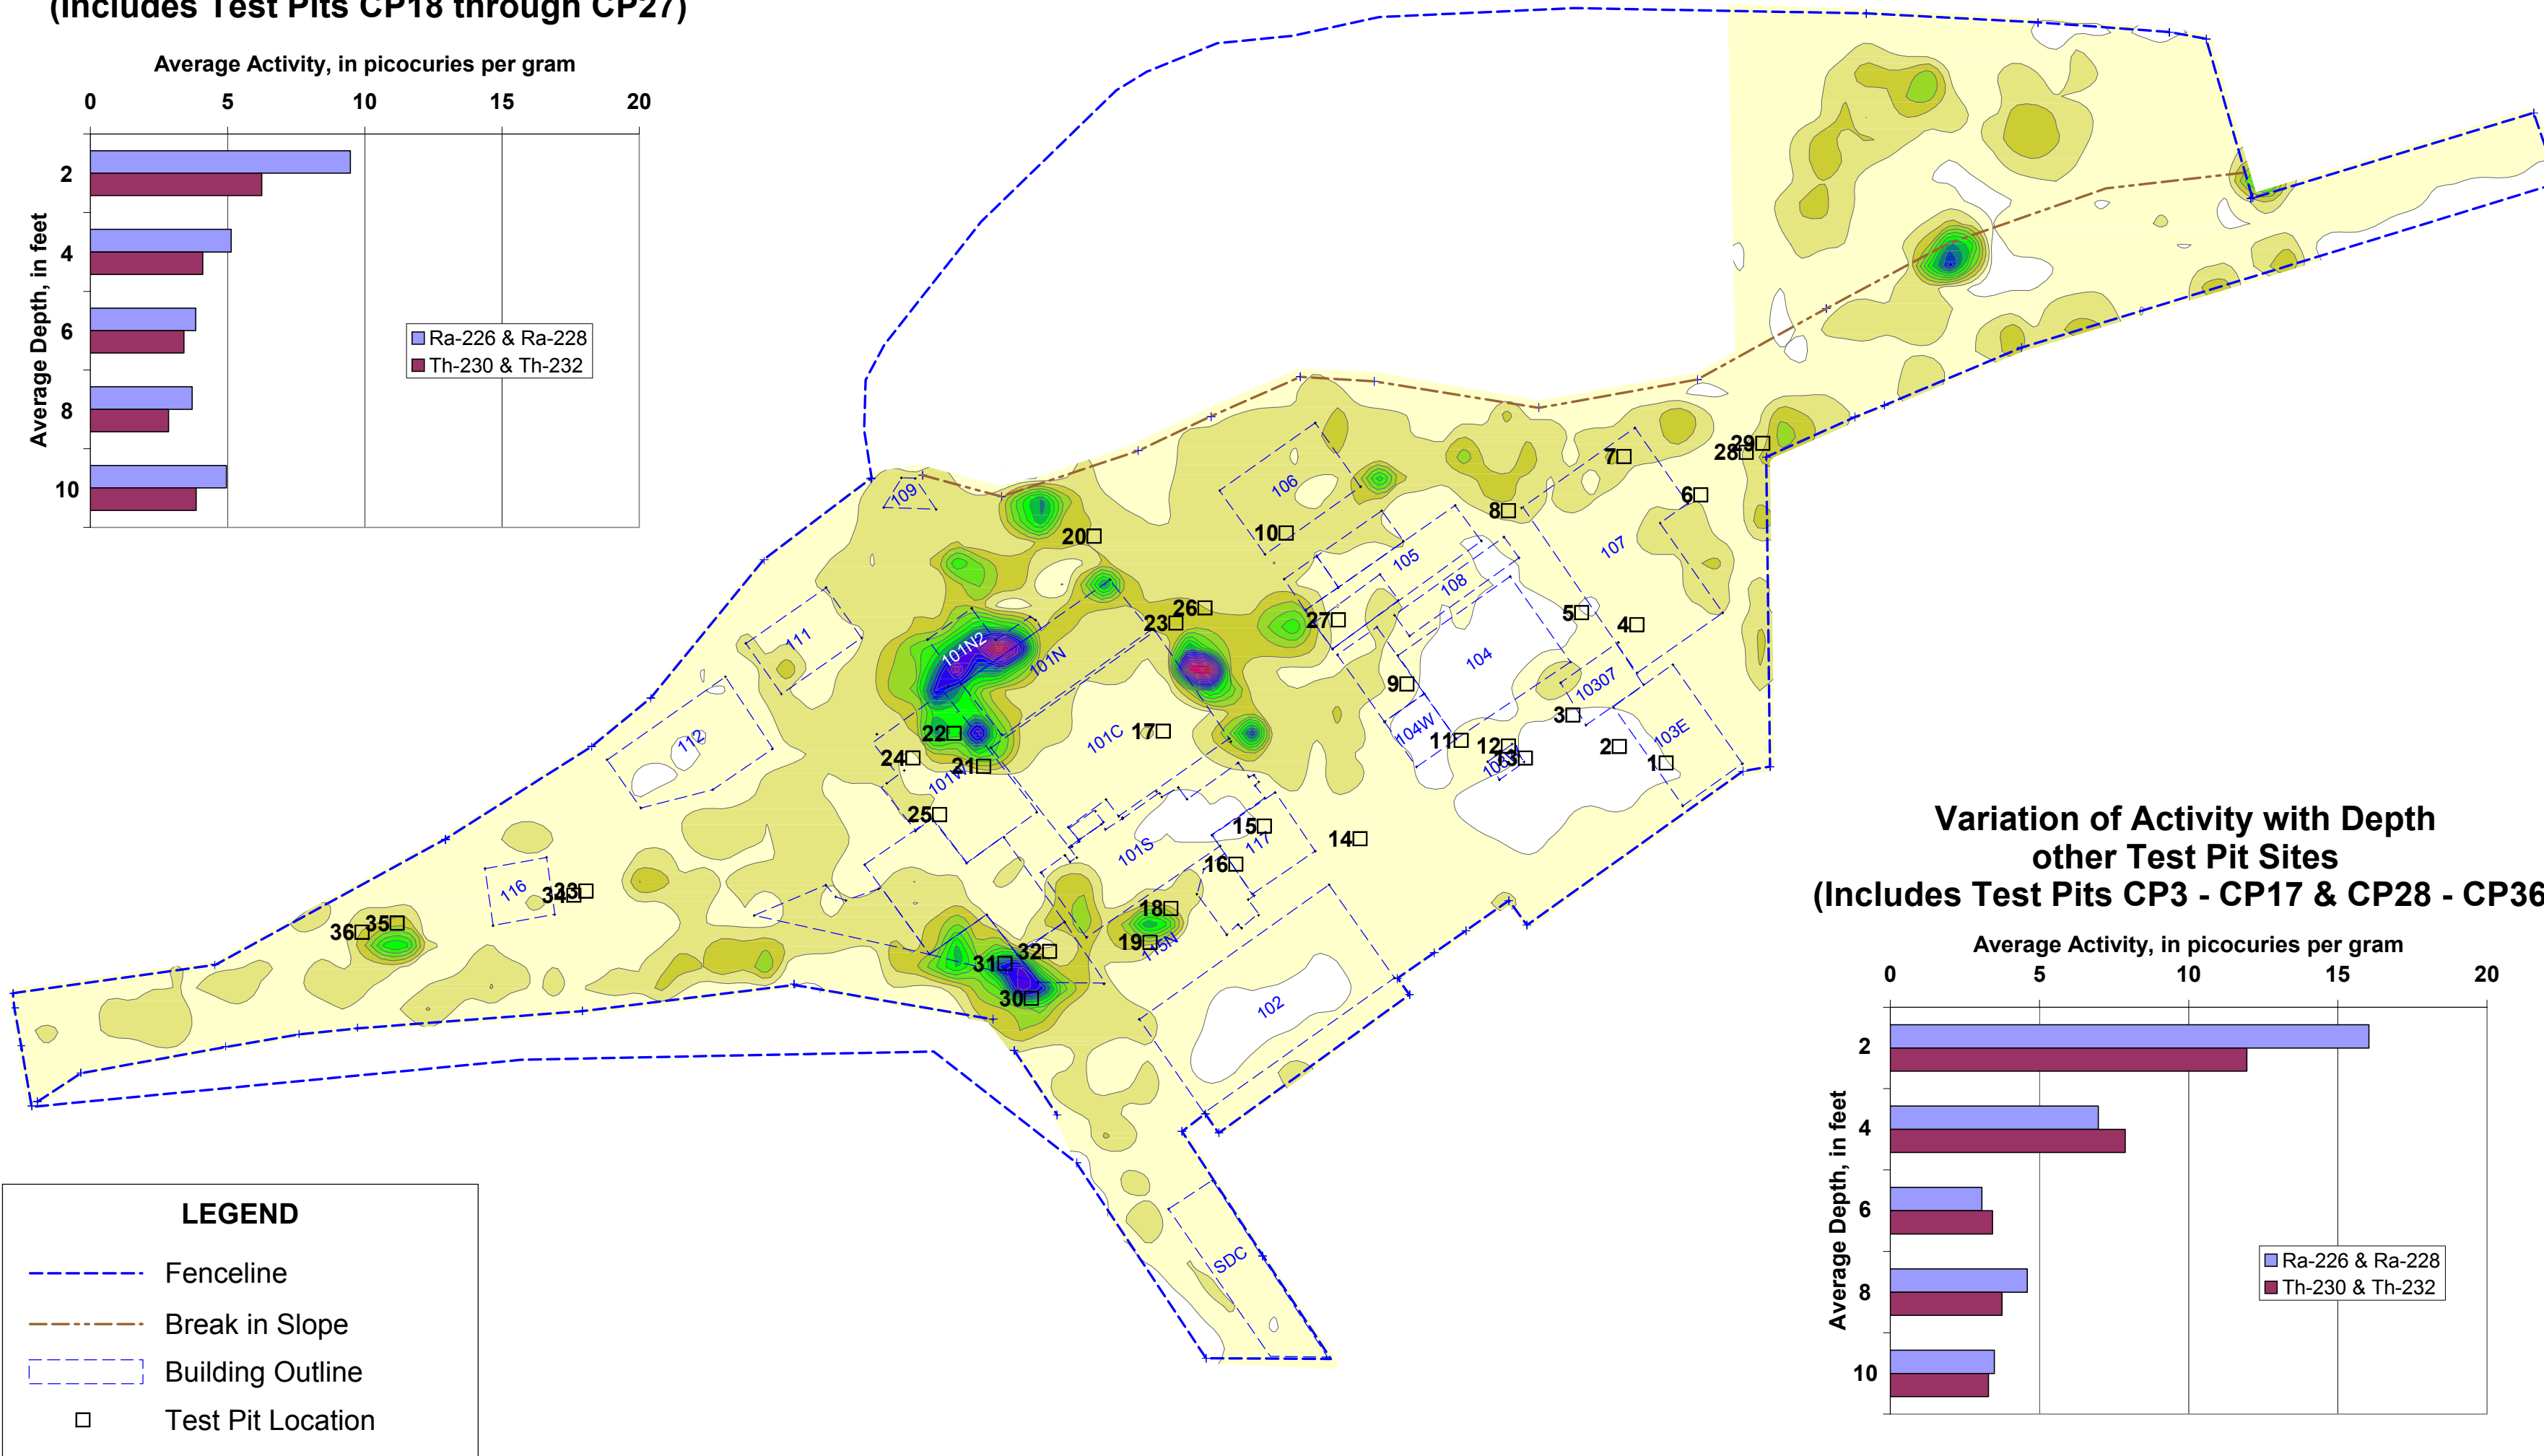 (Includes Test Pits CP18 through CP27)
Average Activity, in picocuries per gram
0 5 10 15 20
Average Depth, in feet
2
4
6
8
10
Ra-226 & Ra-228
Th-230 & Th-232
109
106
105
108
107
111
101N2
101N
104
10307
112
101C
104W
103E
101W
101S
117
116
115N
102
SDC
29
28
7
6
8
10
20
26
23
27
5
4
9
3
17
22
24
21
11
12
13
2
1
25
15
14
16
33
34
35
36
18
19
32
31
30
Variation of Activity with Depth
other Test Pit Sites
(Includes Test Pits CP3 - CP17 & CP28 - CP36
Average Activity, in picocuries per gram
0 5 10 15 20
Average Depth, in feet
2
4
6
8
10
Ra-226 & Ra-228
Th-230 & Th-232
LEGEND
Fenceline
Break in Slope
Building Outline
Test Pit Location